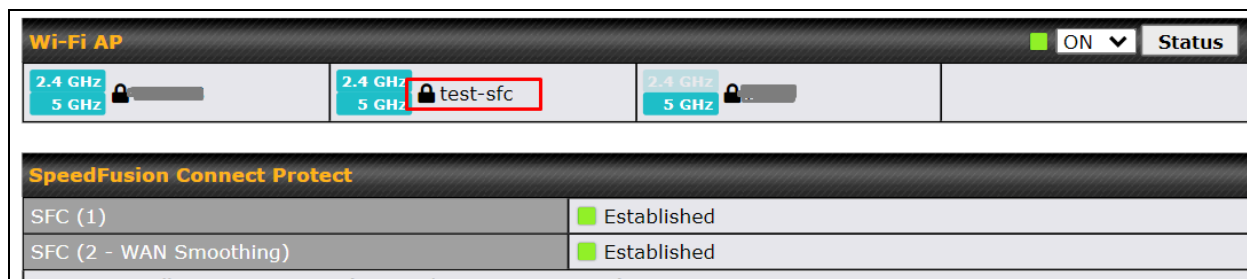 Wi-Fi AP ON Status
2.4 GHz
5 GHz
2.4 GHz
5 GHz
test-sfc
2.4 GHz
5 GHz
SpeedFusion Connect Protect
SFC (1) Established
SFC (2 - WAN Smoothing) Established